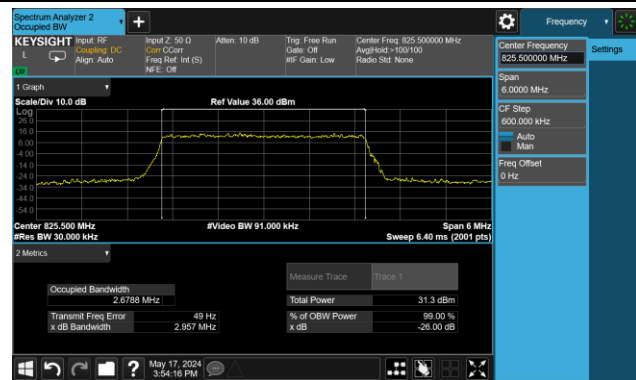 Spectrum Analyzer 2
Occupied BW
Frequency
KEYSIGHT
L
Input: RF
Coupling: DC
Align: Auto
Input Z: 50 Ω
Corr CCorr
Freq Ref: Int (S)
NFE: Off
Atten: 10 dB
Trig: Free Run
Gate: Off
#IF Gain: Low
Center Freq: 825.500000 MHz
Avg|Hold:>100/100
Radio Std: None
Center Frequency
825.500000 MHz
Settings
Span
6.0000 MHz
CF Step
600.000 kHz
Auto
Man
Freq Offset
0 Hz
1 Graph
Scale/Div 10.0 dB
Ref Value 36.00 dBm
Log
26.0
16.0
6.00
-4.00
-14.0
-24.0
-34.0
-44.0
-54.0
Center 825.500 MHz
#Video BW 91.000 kHz
Span 6 MHz
#Res BW 30.000 kHz
Sweep 6.40 ms (2001 pts)
2 Metrics
Measure Trace
Trace 1
Occupied Bandwidth
2.6788 MHz
Total Power
31.3 dBm
Transmit Freq Error
49 Hz
% of OBW Power
99.00 %
x dB Bandwidth
2.957 MHz
x dB
-26.00 dB
May 17, 2024
3:54:16 PM